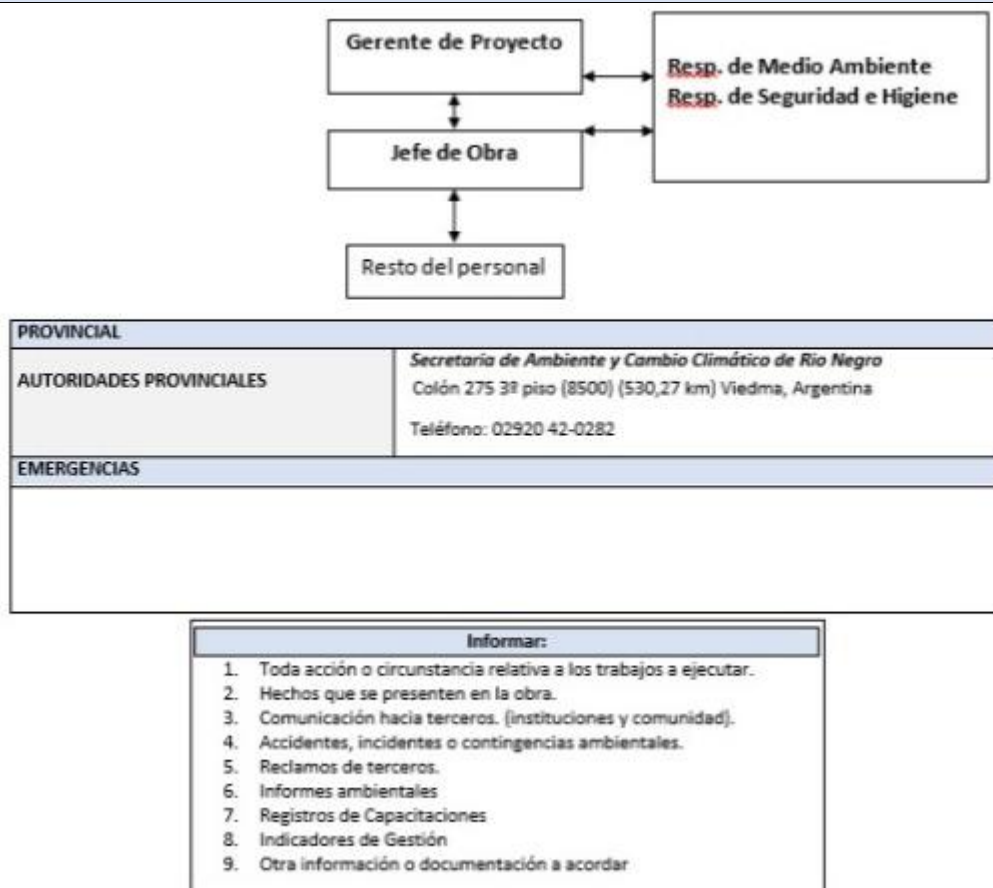 Gerente de Proyecto
Resp. de Medio Ambiente
Resp. de Seguridad e Higiene
Jefe de Obra
Resto del personal
PROVINCIAL
AUTORIDADES PROVINCIALES
Secretaria de Ambiente y Cambio Climático de Rio Negro
Colón 275 3º piso (8500) (530,27 km) Viedma, Argentina
Teléfono: 02920 42-0282
EMERGENCIAS
Informar:
1. Toda acción o circunstancia relativa a los trabajos a ejecutar.
2. Hechos que se presenten en la obra.
3. Comunicación hacia terceros. (instituciones y comunidad).
4. Accidentes, incidentes o contingencias ambientales.
5. Reclamos de terceros.
6. Informes ambientales
7. Registros de Capacitaciones
8. Indicadores de Gestión
9. Otra información o documentación a acordar